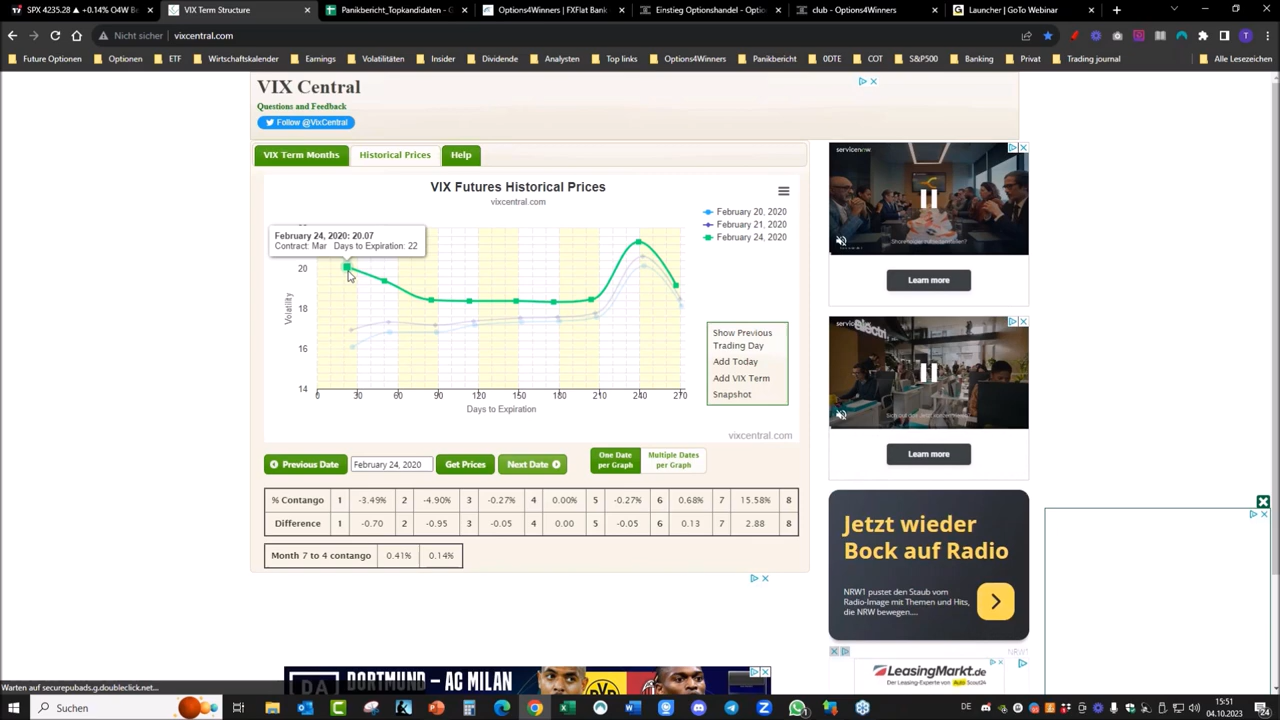 SPX 4235.28 ▲ +0.14% O4W Be
VIX Term Structure
Panikbericht_Topkandidaten - G
Options4Winners | FXFlat Bank
Einstieg Optionshandel - Option
club - Options4Winners
Launcher | GoTo Webinar
Nicht sicher | vixcentral.com
Future Optionen
Optionen
ETF
Wirtschaftskalender
Earnings
Volatilitäten
Insider
Dividende
Analysten
Top links
Options4Winners
Panikbericht
0DTE
COT
S&P500
Banking
Privat
Trading journal
Alle Lesezeichen
VIX Central
Questions and Feedback
Follow @VixCentral
VIX Term Months
Historical Prices
Help
VIX Futures Historical Prices
vixcentral.com
February 20, 2020
February 21, 2020
February 24, 2020
February 24, 2020: 20.07
Contract: Mar Days to Expiration: 22
20
18
16
14
Volatility
0 30 60 90 120 150 180 210 240 270
Days to Expiration
Show Previous
Trading Day
Add Today
Add VIX Term
Snapshot
vixcentral.com
Previous Date
February 24, 2020
Get Prices
Next Date
One Date
per Graph
Multiple Dates
per Graph
% Contango 1 -3.49% 2 -4.90% 3 -0.27% 4 0.00% 5 -0.27% 6 0.68% 7 15.58% 8
Difference 1 -0.70 2 -0.95 3 -0.05 4 0.00 5 -0.05 6 0.13 7 2.88 8
Month 7 to 4 contango 0.41% 0.14%
servicenow
Learn more
Learn more
Jetzt wieder
Bock auf Radio
NRW1 pustet den Staub vom
Radio-Image mit Themen und Hits,
die NRW bewegen....
NRW1
LeasingMarkt.de
Der Leasing-Experte von AutoScout24
DORTMUND – AC MILAN
Warten auf securepubads.g.doubleclick.net...
Suchen
DE
15:51
04.10.2023
24